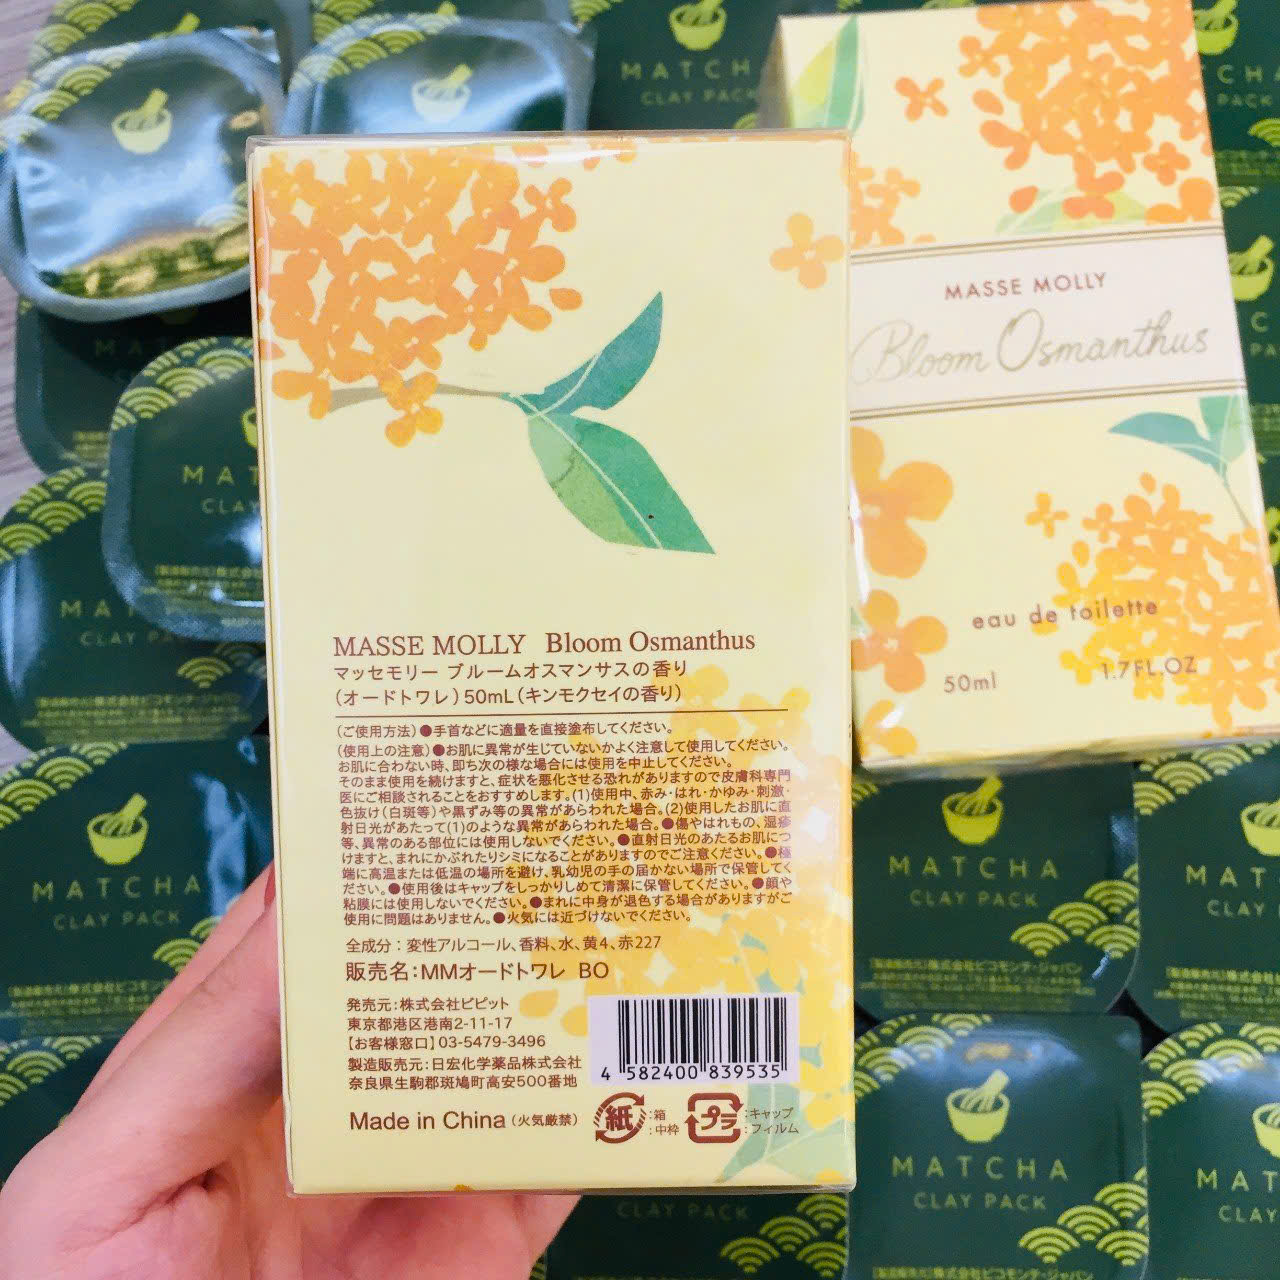 MATCHA
CLAY PACK
MASSE MOLLY
Bloom Osmanthus
eau de toilette
50ml
1.7FL.OZ
MASSE MOLLY Bloom Osmanthus
マッセモリー ブルームオスマンサスの香り
(オードトワレ)50mL(キンモクセイの香り)
(ご使用方法)●手首などに適量を直接塗布してください。
(使用上の注意)●お肌に異常が生じていないかよく注意して使用してください。
お肌に合わない時、即ち次の様な場合には使用を中止してください。
そのまま使用を続けますと、症状を悪化させる恐れがありますので皮膚科専門
医にご相談されることをおすすめします。(1)使用中、赤み・はれ・かゆみ・刺激・
色抜け(白斑等)や黒ずみ等の異常があらわれた場合。(2)使用したお肌に直
射日光があたって(1)のような異常があらわれた場合。●傷やはれもの、湿疹
等、異常のある部位には使用しないでください。●直射日光のあたるお肌につ
けますと、まれにかぶれたりシミになることがありますのでご注意ください。●極
端に高温または低温の場所を避け、乳幼児の手の届かない場所で保管してく
ださい。●使用後はキャップをしっかりしめて清潔に保管してください。●顔や
粘膜には使用しないでください。●まれに中身が退色する場合がありますがご
使用に問題はありません。●火気には近づけないでください。
全成分：変性アルコール、香料、水、黄4、赤227
販売名：MMオードトワレ BO
発売元：株式会社ビピット
東京都港区港南2-11-17
【お客様窓口】03-5479-3496
製造販売元：日宏化学薬品株式会社
奈良県生駒郡斑鳩町高安500番地
4 582400 839535
Made in China (火気厳禁)
紙 :箱
:中枠
プラ :キャップ
:フィルム
MATCHA
CLAY PACK
MATCHA
CLAY PACK
MATCHA
CLAY PACK
CLAY PACK